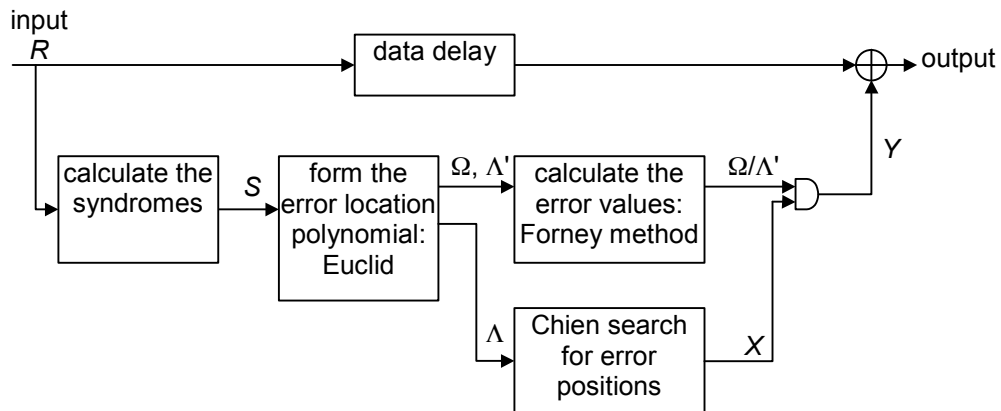 input
R
data delay
output
calculate the
syndromes
S
form the
error location
polynomial:
Euclid
Ω, Λ'
calculate the
error values:
Forney method
Ω/Λ'
Y
Λ
Chien search
for error
positions
X